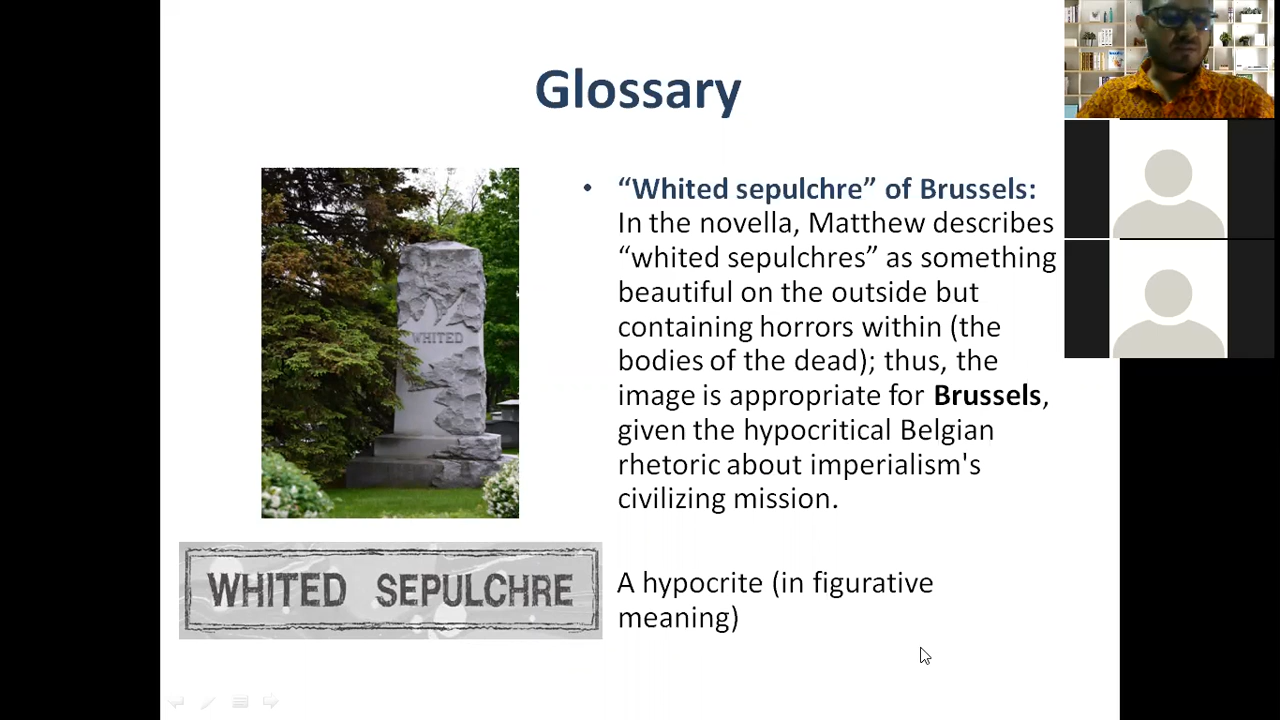 Glossary
• “Whited sepulchre” of Brussels:
In the novella, Matthew describes
“whited sepulchres” as something
beautiful on the outside but
containing horrors within (the
bodies of the dead); thus, the
image is appropriate for Brussels,
given the hypocritical Belgian
rhetoric about imperialism's
civilizing mission.
A hypocrite (in figurative
meaning)
WHITED
WHITED SEPULCHRE